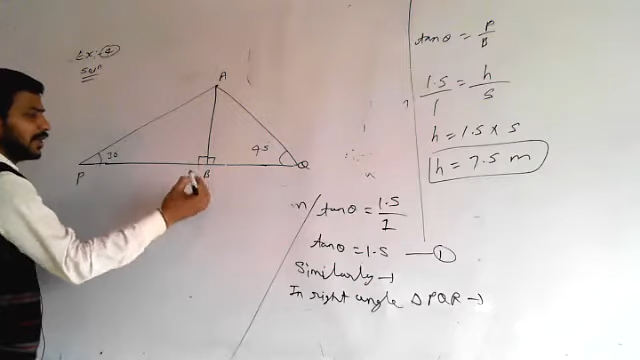 Ex:- 4
Solⁿ
A
30
45
P
B
Q
tanθ = 1.5/1
tanθ = 1.5 — ①
Similarly →
In right angle Δ PQR →
tanθ = P/B
1.5/1 = h/5
h = 1.5 × 5
h = 7.5 m